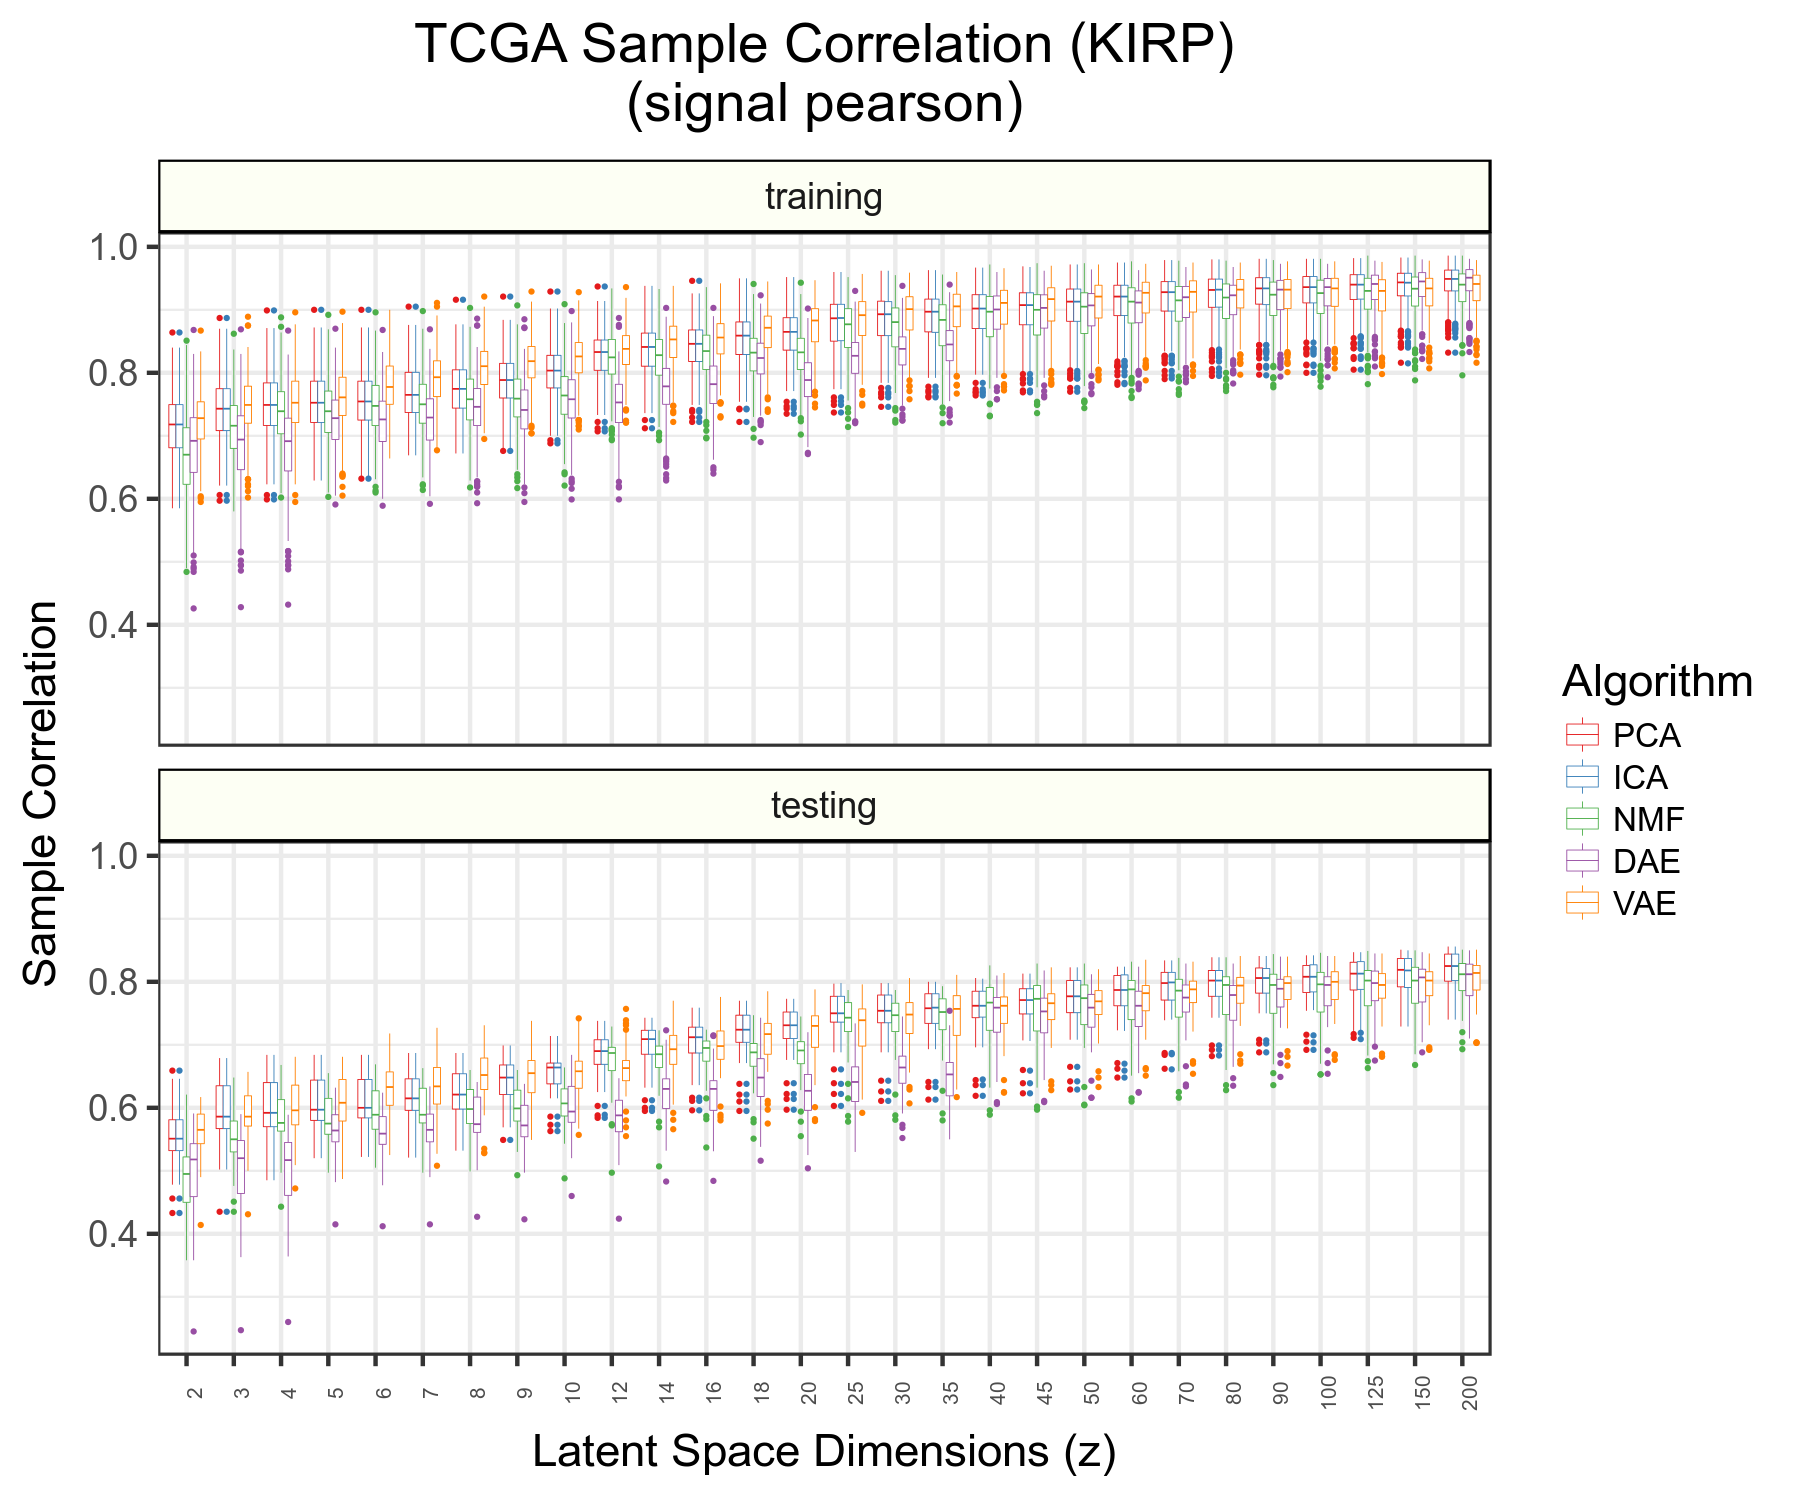 TCGA Sample Correlation (KIRP)
(signal pearson)
training
1.0
0.8
0.6
0.4
testing
1.0
0.8
0.6
0.4
Sample Correlation
2 3 4 5 6 7 8 9 10 12 14 16 18 20 25 30 35 40 45 50 60 70 80 90 100 125 150 200
Latent Space Dimensions (z)
Algorithm
PCA
ICA
NMF
DAE
VAE